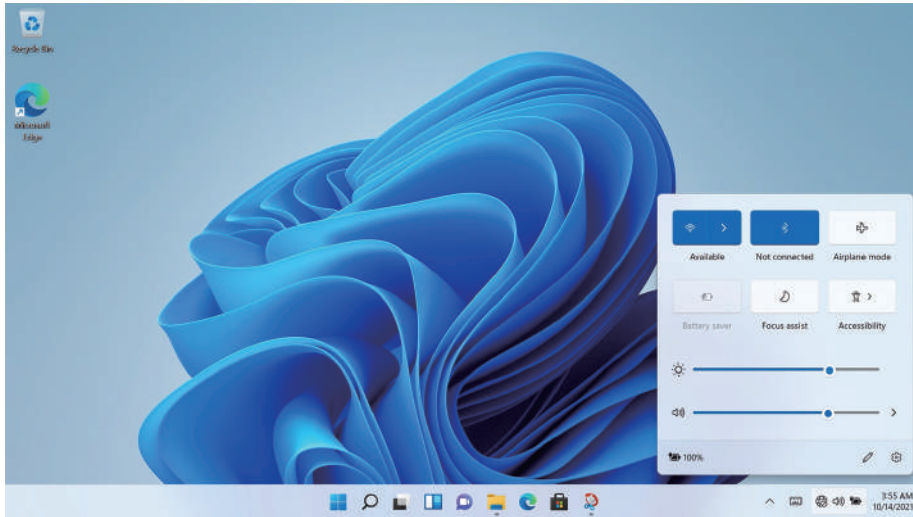 Recycle Bin
Microsoft
Edge
Available
Not connected
Airplane mode
Battery saver
Focus assist
Accessibility
100%
3:55 AM
10/14/2021